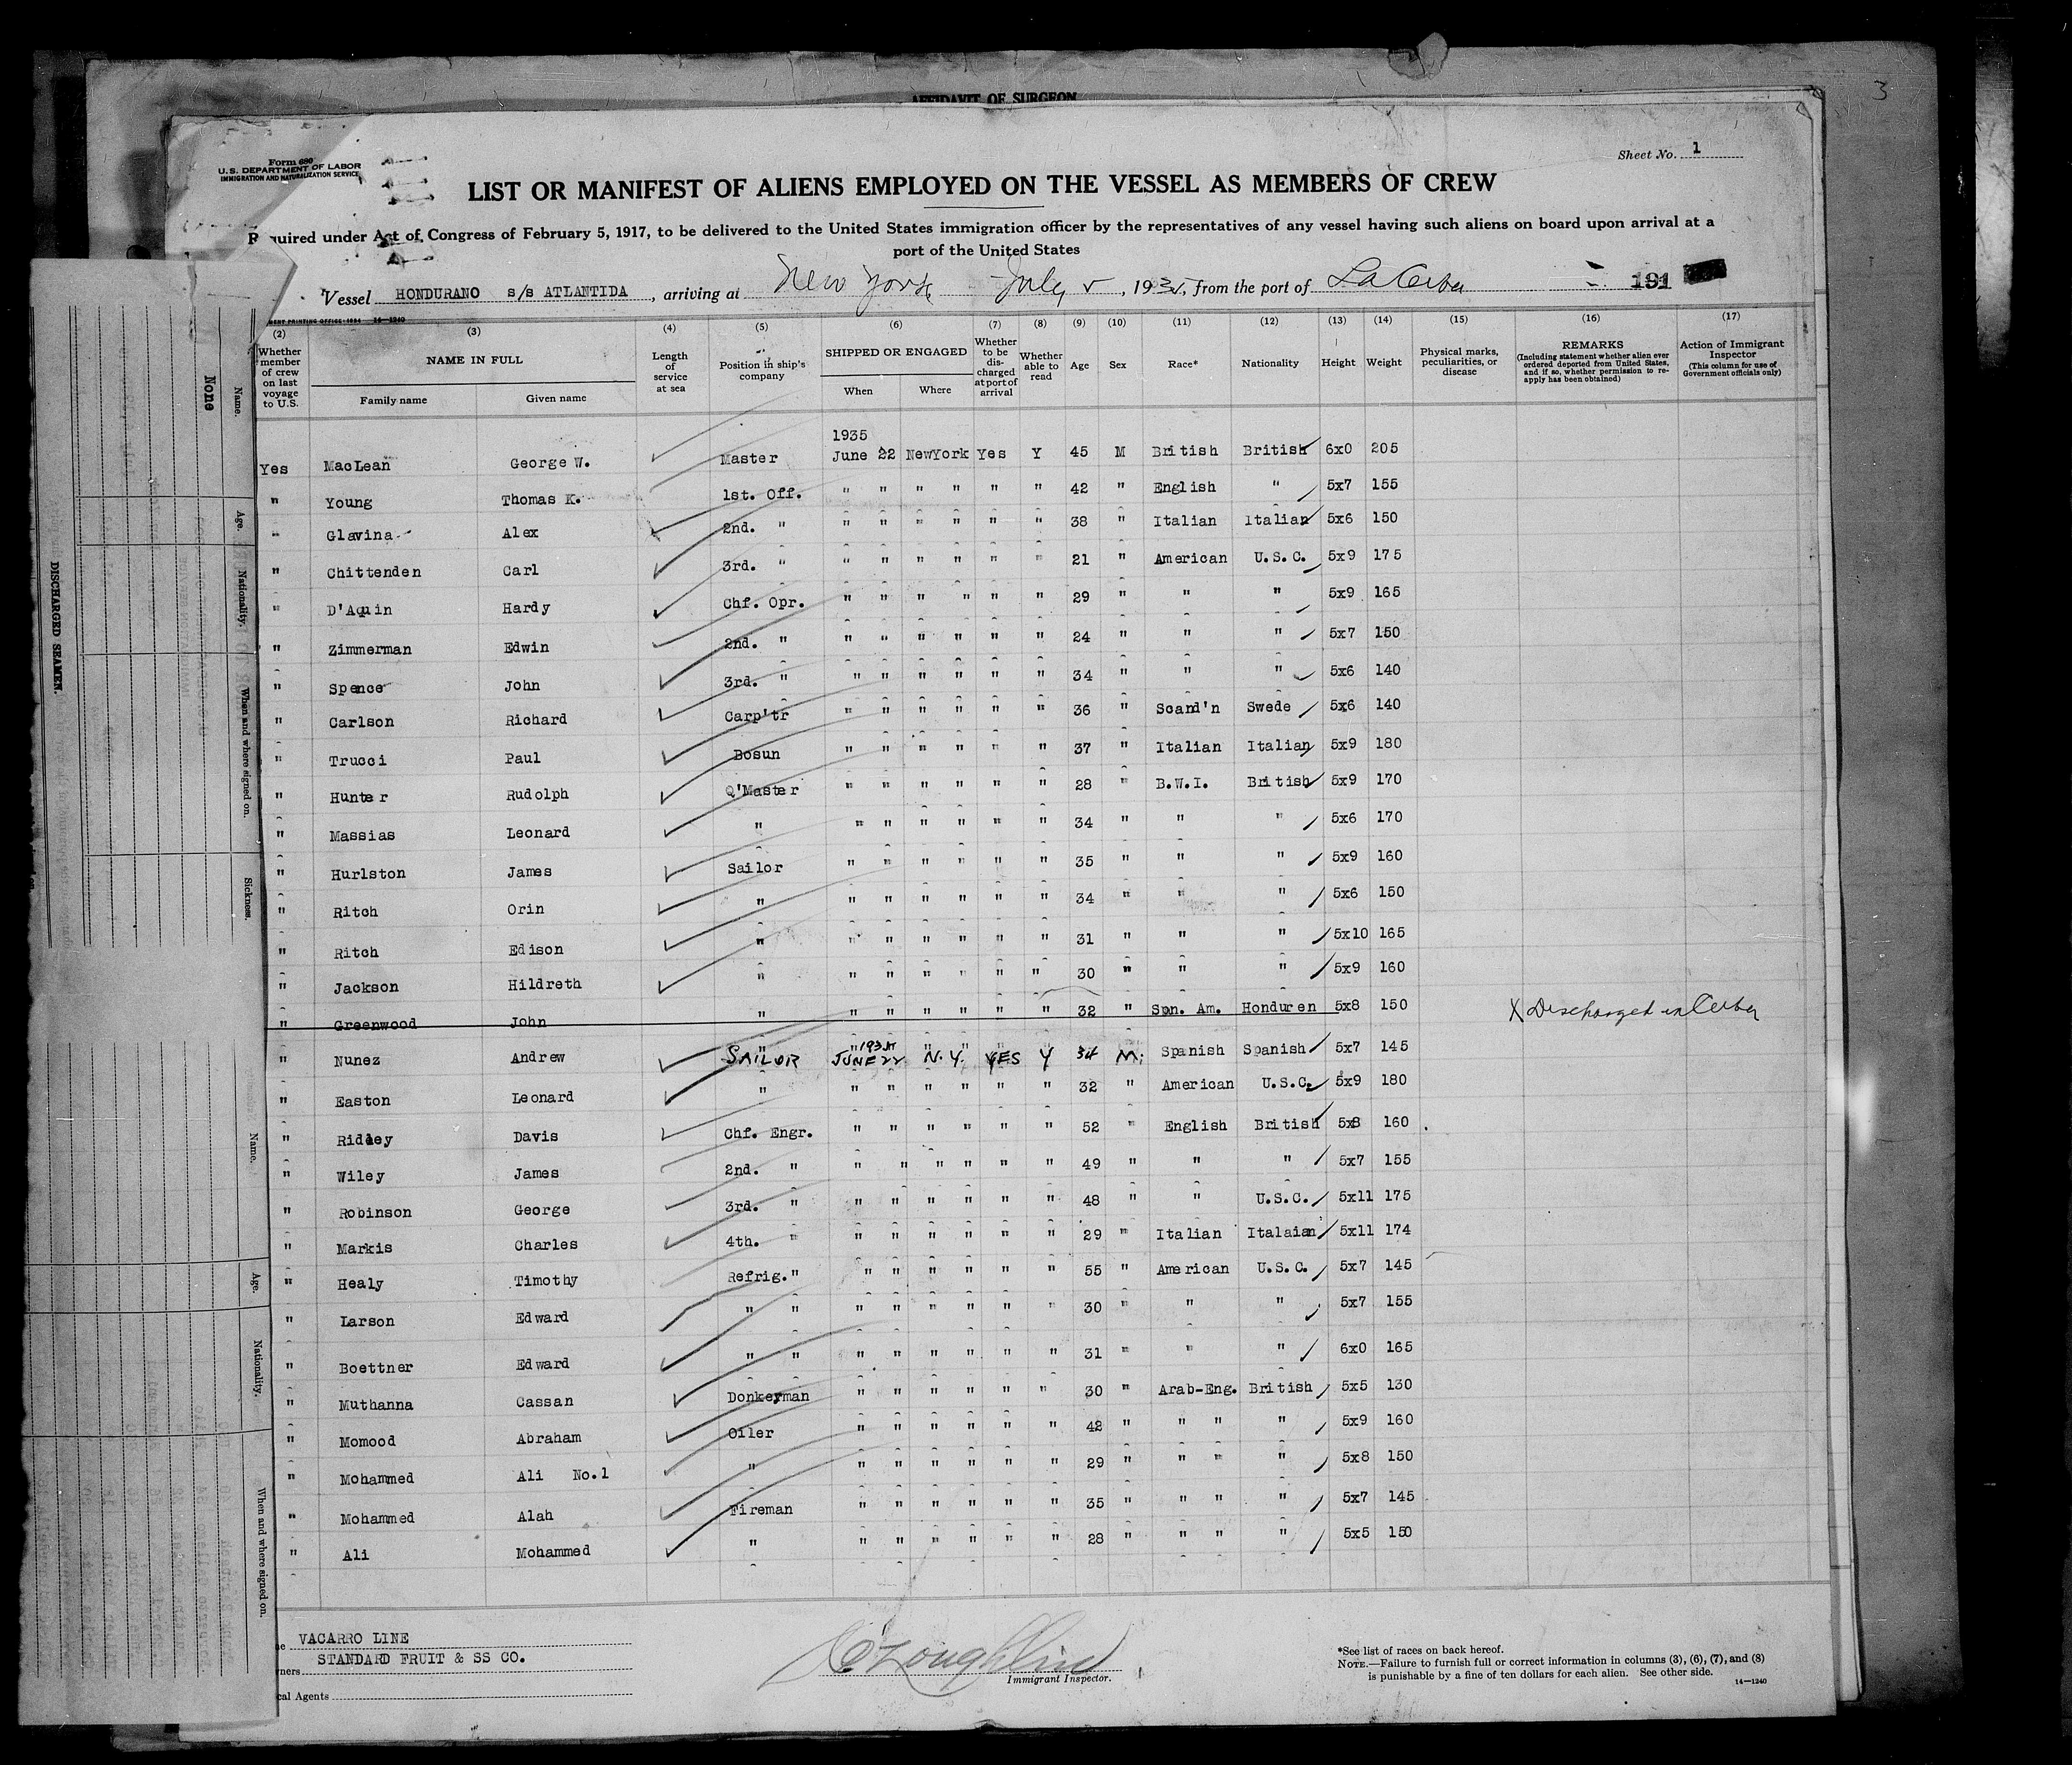 3
AFFIDAVIT OF SURGEON
Form 680
U.S. DEPARTMENT OF LABOR
IMMIGRATION AND NATURALIZATION SERVICE
Sheet No. 1
LIST OR MANIFEST OF ALIENS EMPLOYED ON THE VESSEL AS MEMBERS OF CREW
Required under Act of Congress of February 5, 1917, to be delivered to the United States immigration officer by the representatives of any vessel having such aliens on board upon arrival at a
port of the United States
Vessel HONDURANO s/s ATLANTIDA, arriving at New York July 5, 1935, from the port of La Ceiba 191
(2) (3) (4) (5) (6) (7) (8) (9) (10) (11) (12) (13) (14) (15) (16) (17)
Whether member of crew on last voyage to U.S.
NAME IN FULL
Family name Given name
Length of service at sea
Position in ship's company
SHIPPED OR ENGAGED
When Where
Whether to be discharged at port of arrival
Whether able to read
Age
Sex
Race*
Nationality
Height
Weight
Physical marks, peculiarities, or disease
REMARKS
(Including statement whether alien ever ordered deported from United States, and if so, whether permission to reapply has been obtained)
Action of Immigrant Inspector
(This column for use of Government officials only)
1935
Yes MacLean George W. Master June 22 NewYork Yes Y 45 M British British 6x0 205
" Young Thomas K. 1st. Off. " " " " " " 42 " English " 5x7 155
" Glavina Alex 2nd. " " " " " " " 38 " Italian Italian 5x6 150
" Chittenden Carl 3rd. " " " " " " " 21 " American U.S.C. 5x9 175
" D'Aquin Hardy Chf. Opr. " " " " " " 29 " " " 5x9 165
" Zimmerman Edwin 2nd. " " " " " " " 24 " " " 5x7 150
" Spence John 3rd. " " " " " " " 34 " " " 5x6 140
" Carlson Richard Carp'tr " " " " " " 36 " Scand'n Swede 5x6 140
" Trucci Paul Bosun " " " " " " 37 " Italian Italian 5x9 180
" Hunter Rudolph Q'Master " " " " " " 28 " B.W.I. British 5x9 170
" Massias Leonard " " " " " " " 34 " " " 5x6 170
" Hurlston James Sailor " " " " " " 35 " " " 5x9 160
" Ritch Orin " " " " " " " 34 " " " 5x6 150
" Ritch Edison " " " " " " " 31 " " " 5x10 165
" Jackson Hildreth " " " " " " " 30 " " " 5x9 160
" Greenwood John " " " " " " " 32 " Spn. Am. Honduren 5x8 150 X Discharged in Ceiba
" Nunez Andrew SAILOR 1935 JUNE 22 N.Y. YES Y 34 M. Spanish Spanish 5x7 145
" Easton Leonard " " " " " " " 32 " American U.S.C. 5x9 180
" Ridley Davis Chf. Engr. " " " " " " 52 " English British 5x8 160
" Wiley James 2nd. " " " " " " " 49 " " " 5x7 155
" Robinson George 3rd. " " " " " " " 48 " " U.S.C. 5x11 175
" Markis Charles 4th. " " " " " " " 29 " Italian Italaian 5x11 174
" Healy Timothy Refrig." " " " " " " 55 " American U.S.C. 5x7 145
" Larson Edward " " " " " " " " 30 " " " 5x7 155
" Boettner Edward " " " " " " " " 31 " " " 6x0 165
" Muthanna Cassan Donkeyman " " " " " " 30 " Arab-Eng. British 5x5 130
" Momood Abraham Oiler " " " " " " 42 " " " " 5x9 160
" Mohammed Ali No.1 " " " " " " " 29 " " " " 5x8 150
" Mohammed Alah Fireman " " " " " " 35 " " " " 5x7 145
" Ali Mohammed " " " " " " " 28 " " " " 5x5 150
VACARRO LINE
STANDARD FRUIT & SS CO.
Immigrant Inspector.
*See list of races on back hereof.
NOTE.—Failure to furnish full or correct information in columns (3), (6), (7), and (8)
is punishable by a fine of ten dollars for each alien. See other side.
14—1240
DISCHARGED SEAMEN.
None
Name.
Age.
Nationality.
When and where signed on.
Sickness.
Name.
Age.
Nationality.
When and where signed on.